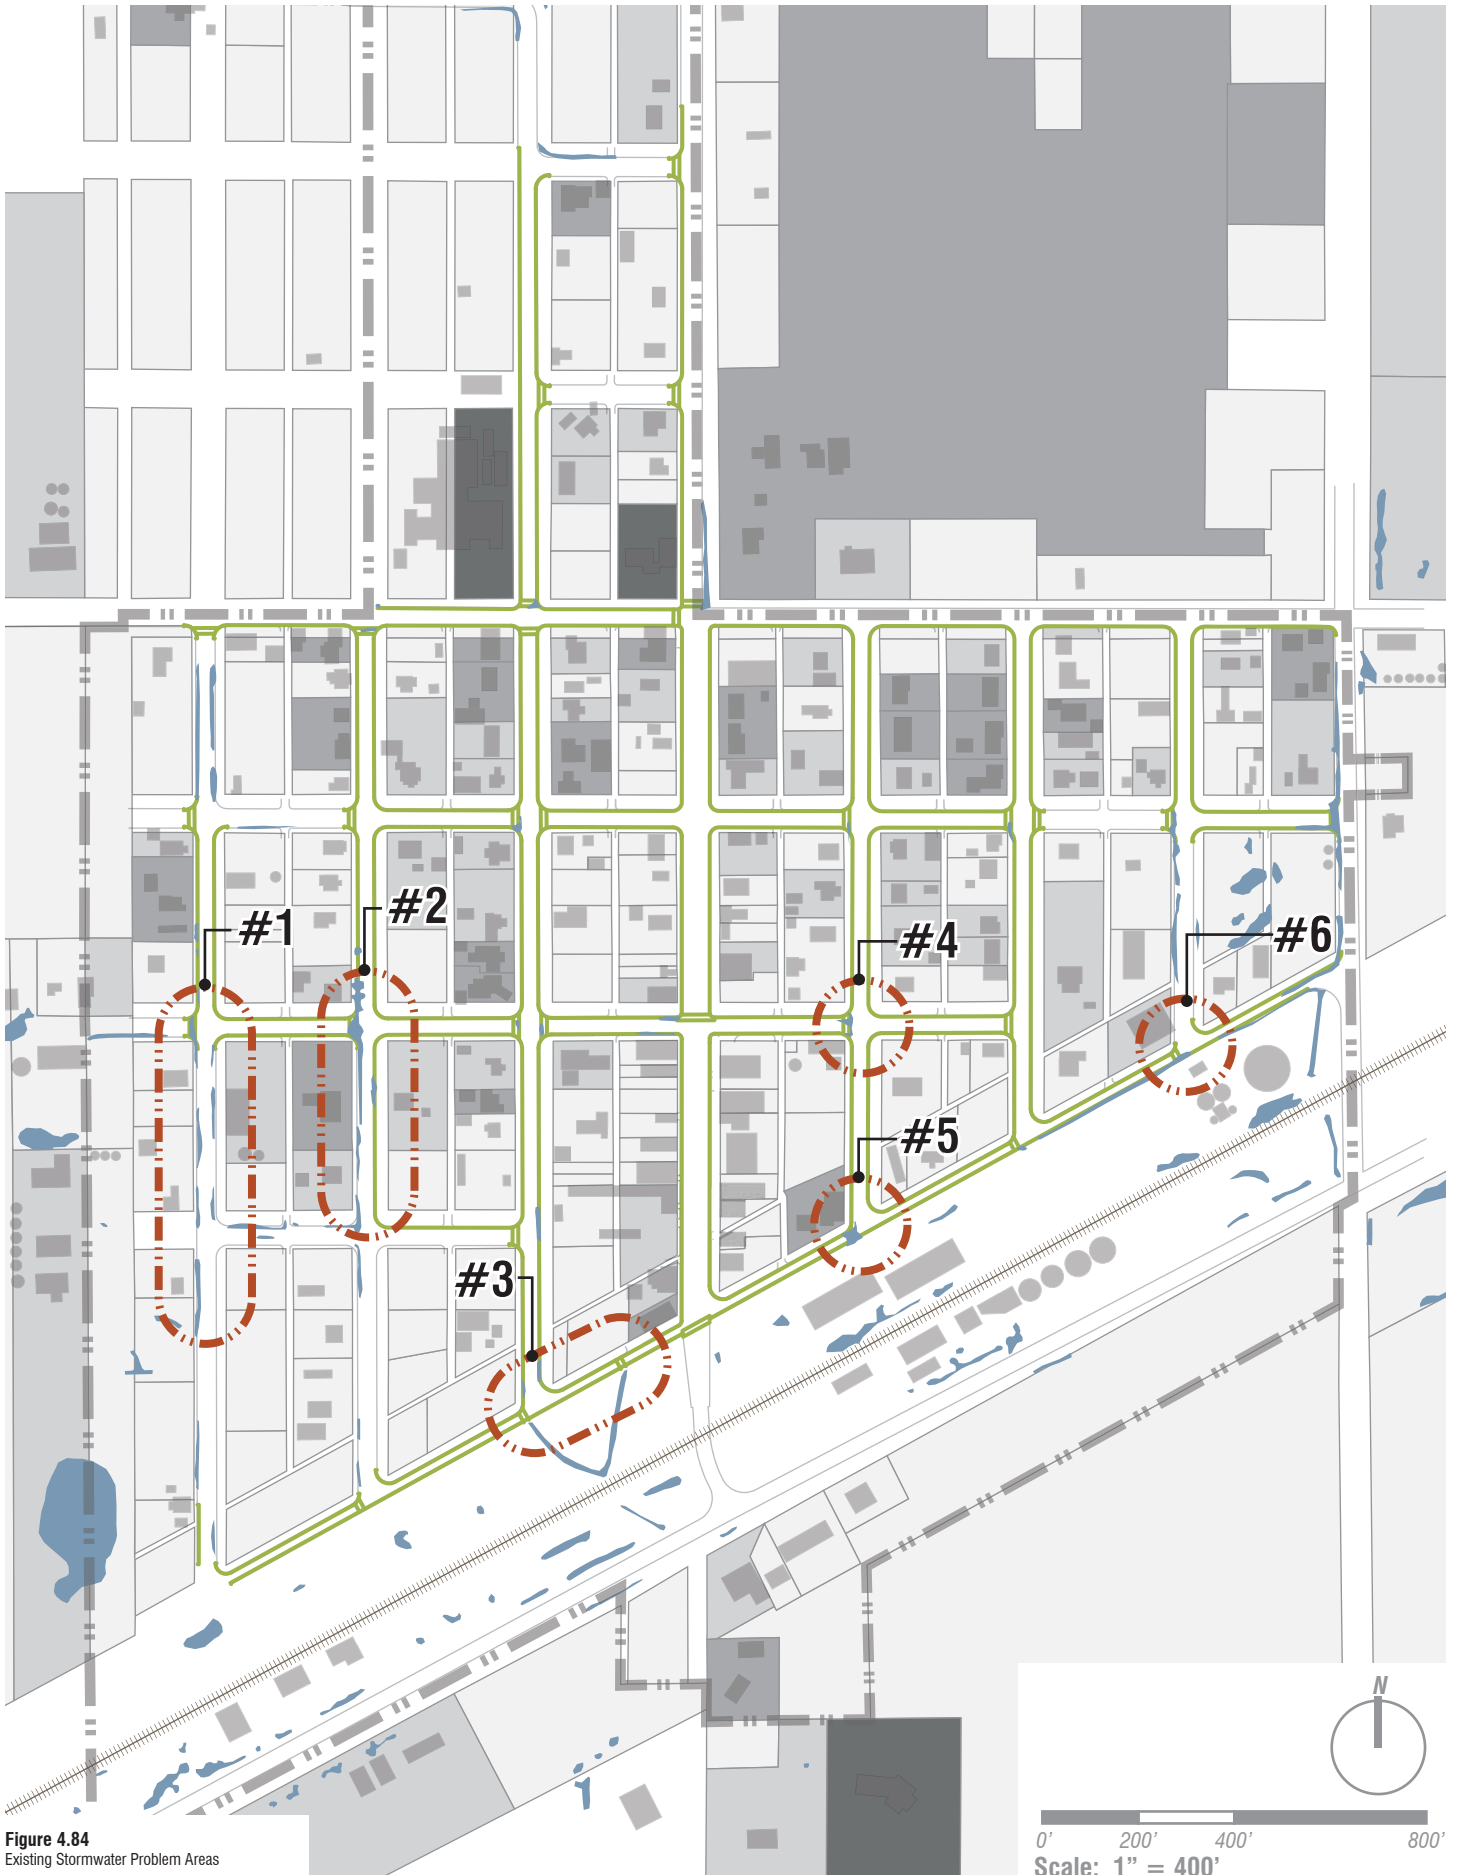 #2
#1
#4
#6
#5
#3
N
0' 200' 400' 800'
Scale: 1" = 400'
Figure 4.84
Existing Stormwater Problem Areas